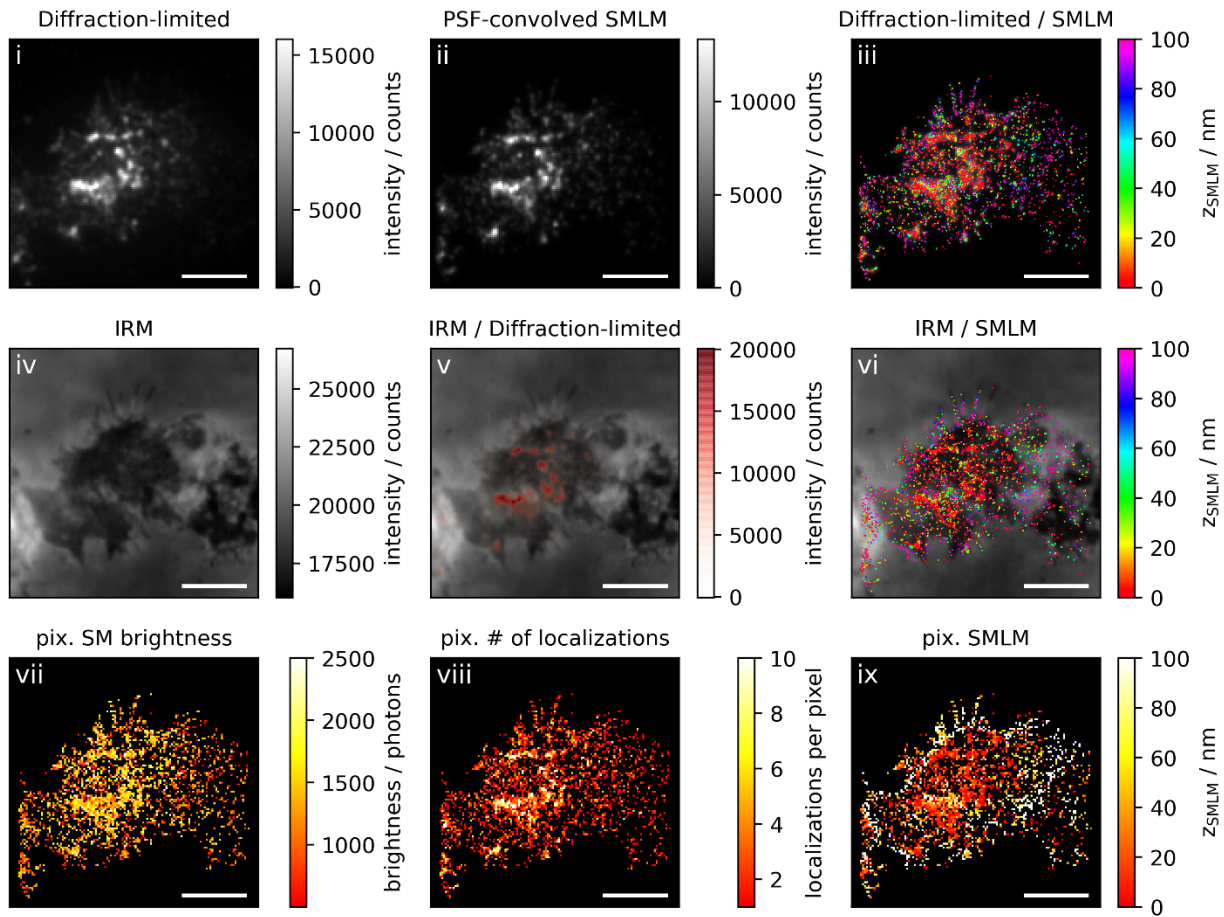 Diffraction-limited
PSF-convolved SMLM
Diffraction-limited / SMLM
i
15000
10000
5000
0
intensity / counts
ii
10000
5000
0
intensity / counts
iii
100
80
60
40
20
0
zSMLM / nm
IRM
IRM / Diffraction-limited
IRM / SMLM
iv
25000
22500
20000
17500
intensity / counts
v
20000
15000
10000
5000
0
intensity / counts
vi
100
80
60
40
20
0
zSMLM / nm
pix. SM brightness
pix. # of localizations
pix. SMLM
vii
2500
2000
1500
1000
brightness / photons
viii
10
8
6
4
2
localizations per pixel
ix
100
80
60
40
20
0
zSMLM / nm